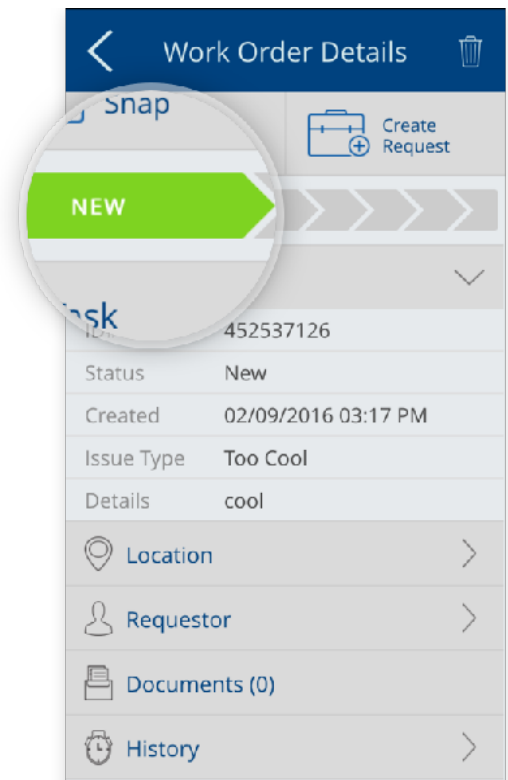 Work Order Details
Snap
Create
Request
NEW
452537126
Status New
Created 02/09/2016 03:17 PM
Issue Type Too Cool
Details cool
Location
Requestor
Documents (0)
History